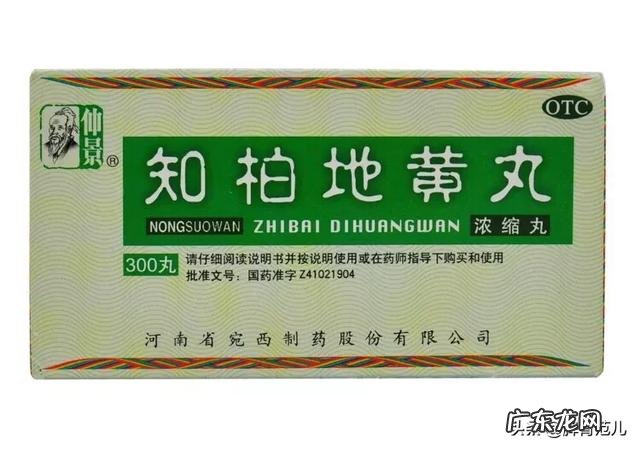 OTC
仲景®
知柏地黄丸
NONGSUOWAN ZHIBAI DIHUANGWAN 浓缩丸
300丸
请仔细阅读说明书并按说明使用或在药师指导下购买和使用
批准文号：国药准字Z41021904
河南省宛西制药股份有限公司
广东龙网